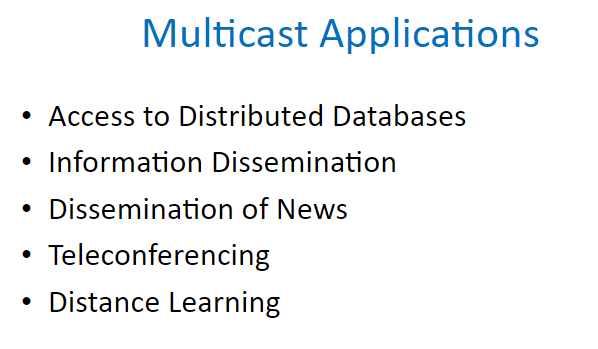 Multicast Applications
• Access to Distributed Databases
• Information Dissemination
• Dissemination of News
• Teleconferencing
• Distance Learning